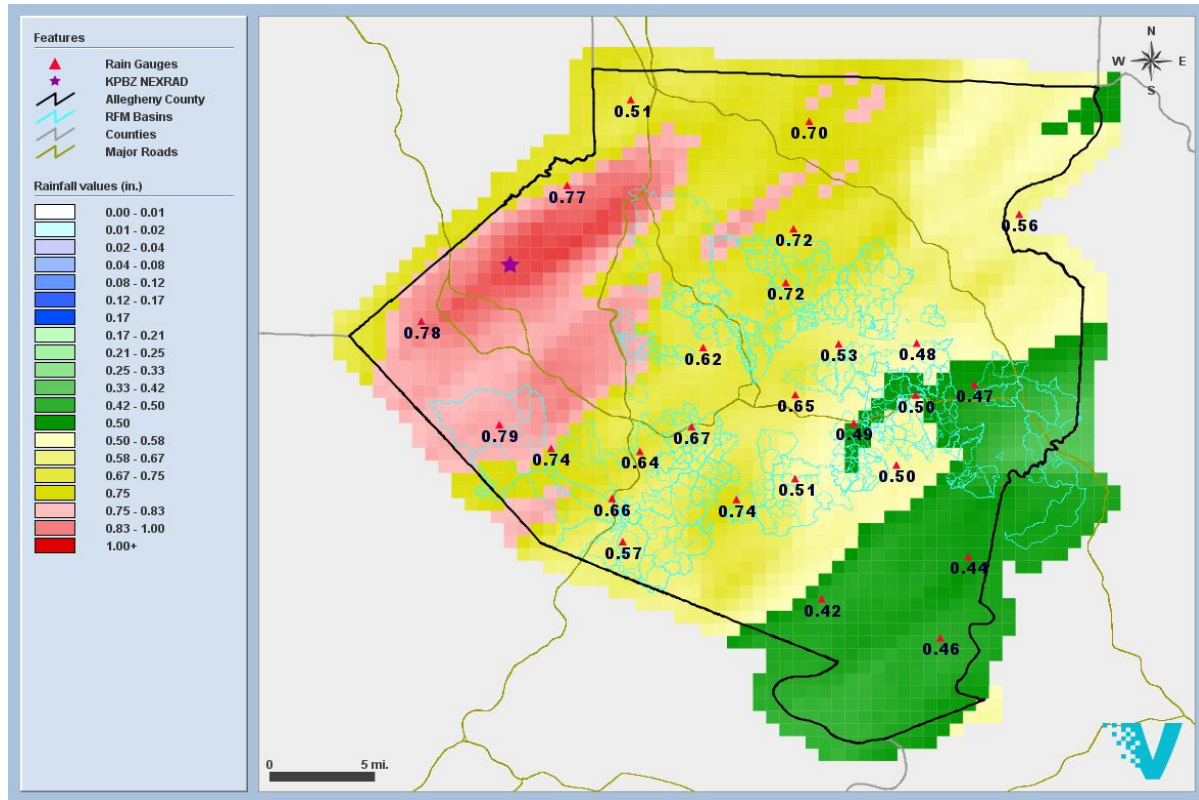 Features
Rain Gauges
KPBZ NEXRAD
Allegheny County
RFM Basins
Counties
Major Roads
Rainfall values (in.)
0.00 - 0.01
0.01 - 0.02
0.02 - 0.04
0.04 - 0.08
0.08 - 0.12
0.12 - 0.17
0.17
0.17 - 0.21
0.21 - 0.25
0.25 - 0.33
0.33 - 0.42
0.42 - 0.50
0.50
0.50 - 0.58
0.58 - 0.67
0.67 - 0.75
0.75
0.75 - 0.83
0.83 - 1.00
1.00+
N
W E
S
0.51
0.70
0.77
0.56
0.72
0.72
0.78
0.62
0.53
0.48
0.47
0.65
0.50
0.49
0.79
0.67
0.74
0.64
0.50
0.51
0.66
0.74
0.57
0.44
0.42
0.46
0 5 mi.
V